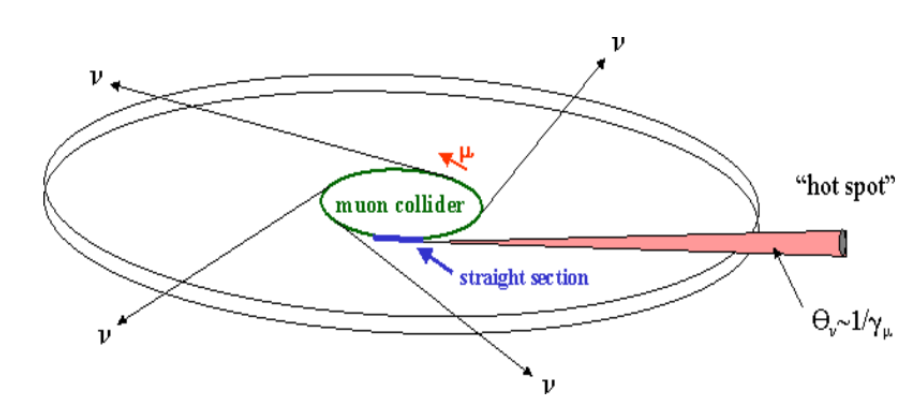 ν
ν
μ
"hot spot"
muon collider
straight section
ν
Θν~1/γμ
ν